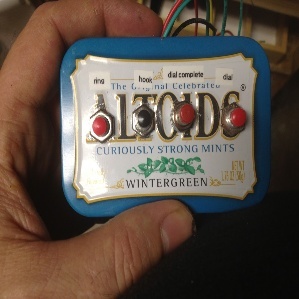 ring hook dial complete dial
The Original Celebrated
ALTOIDS®
CURIOUSLY STRONG MINTS
WINTERGREEN